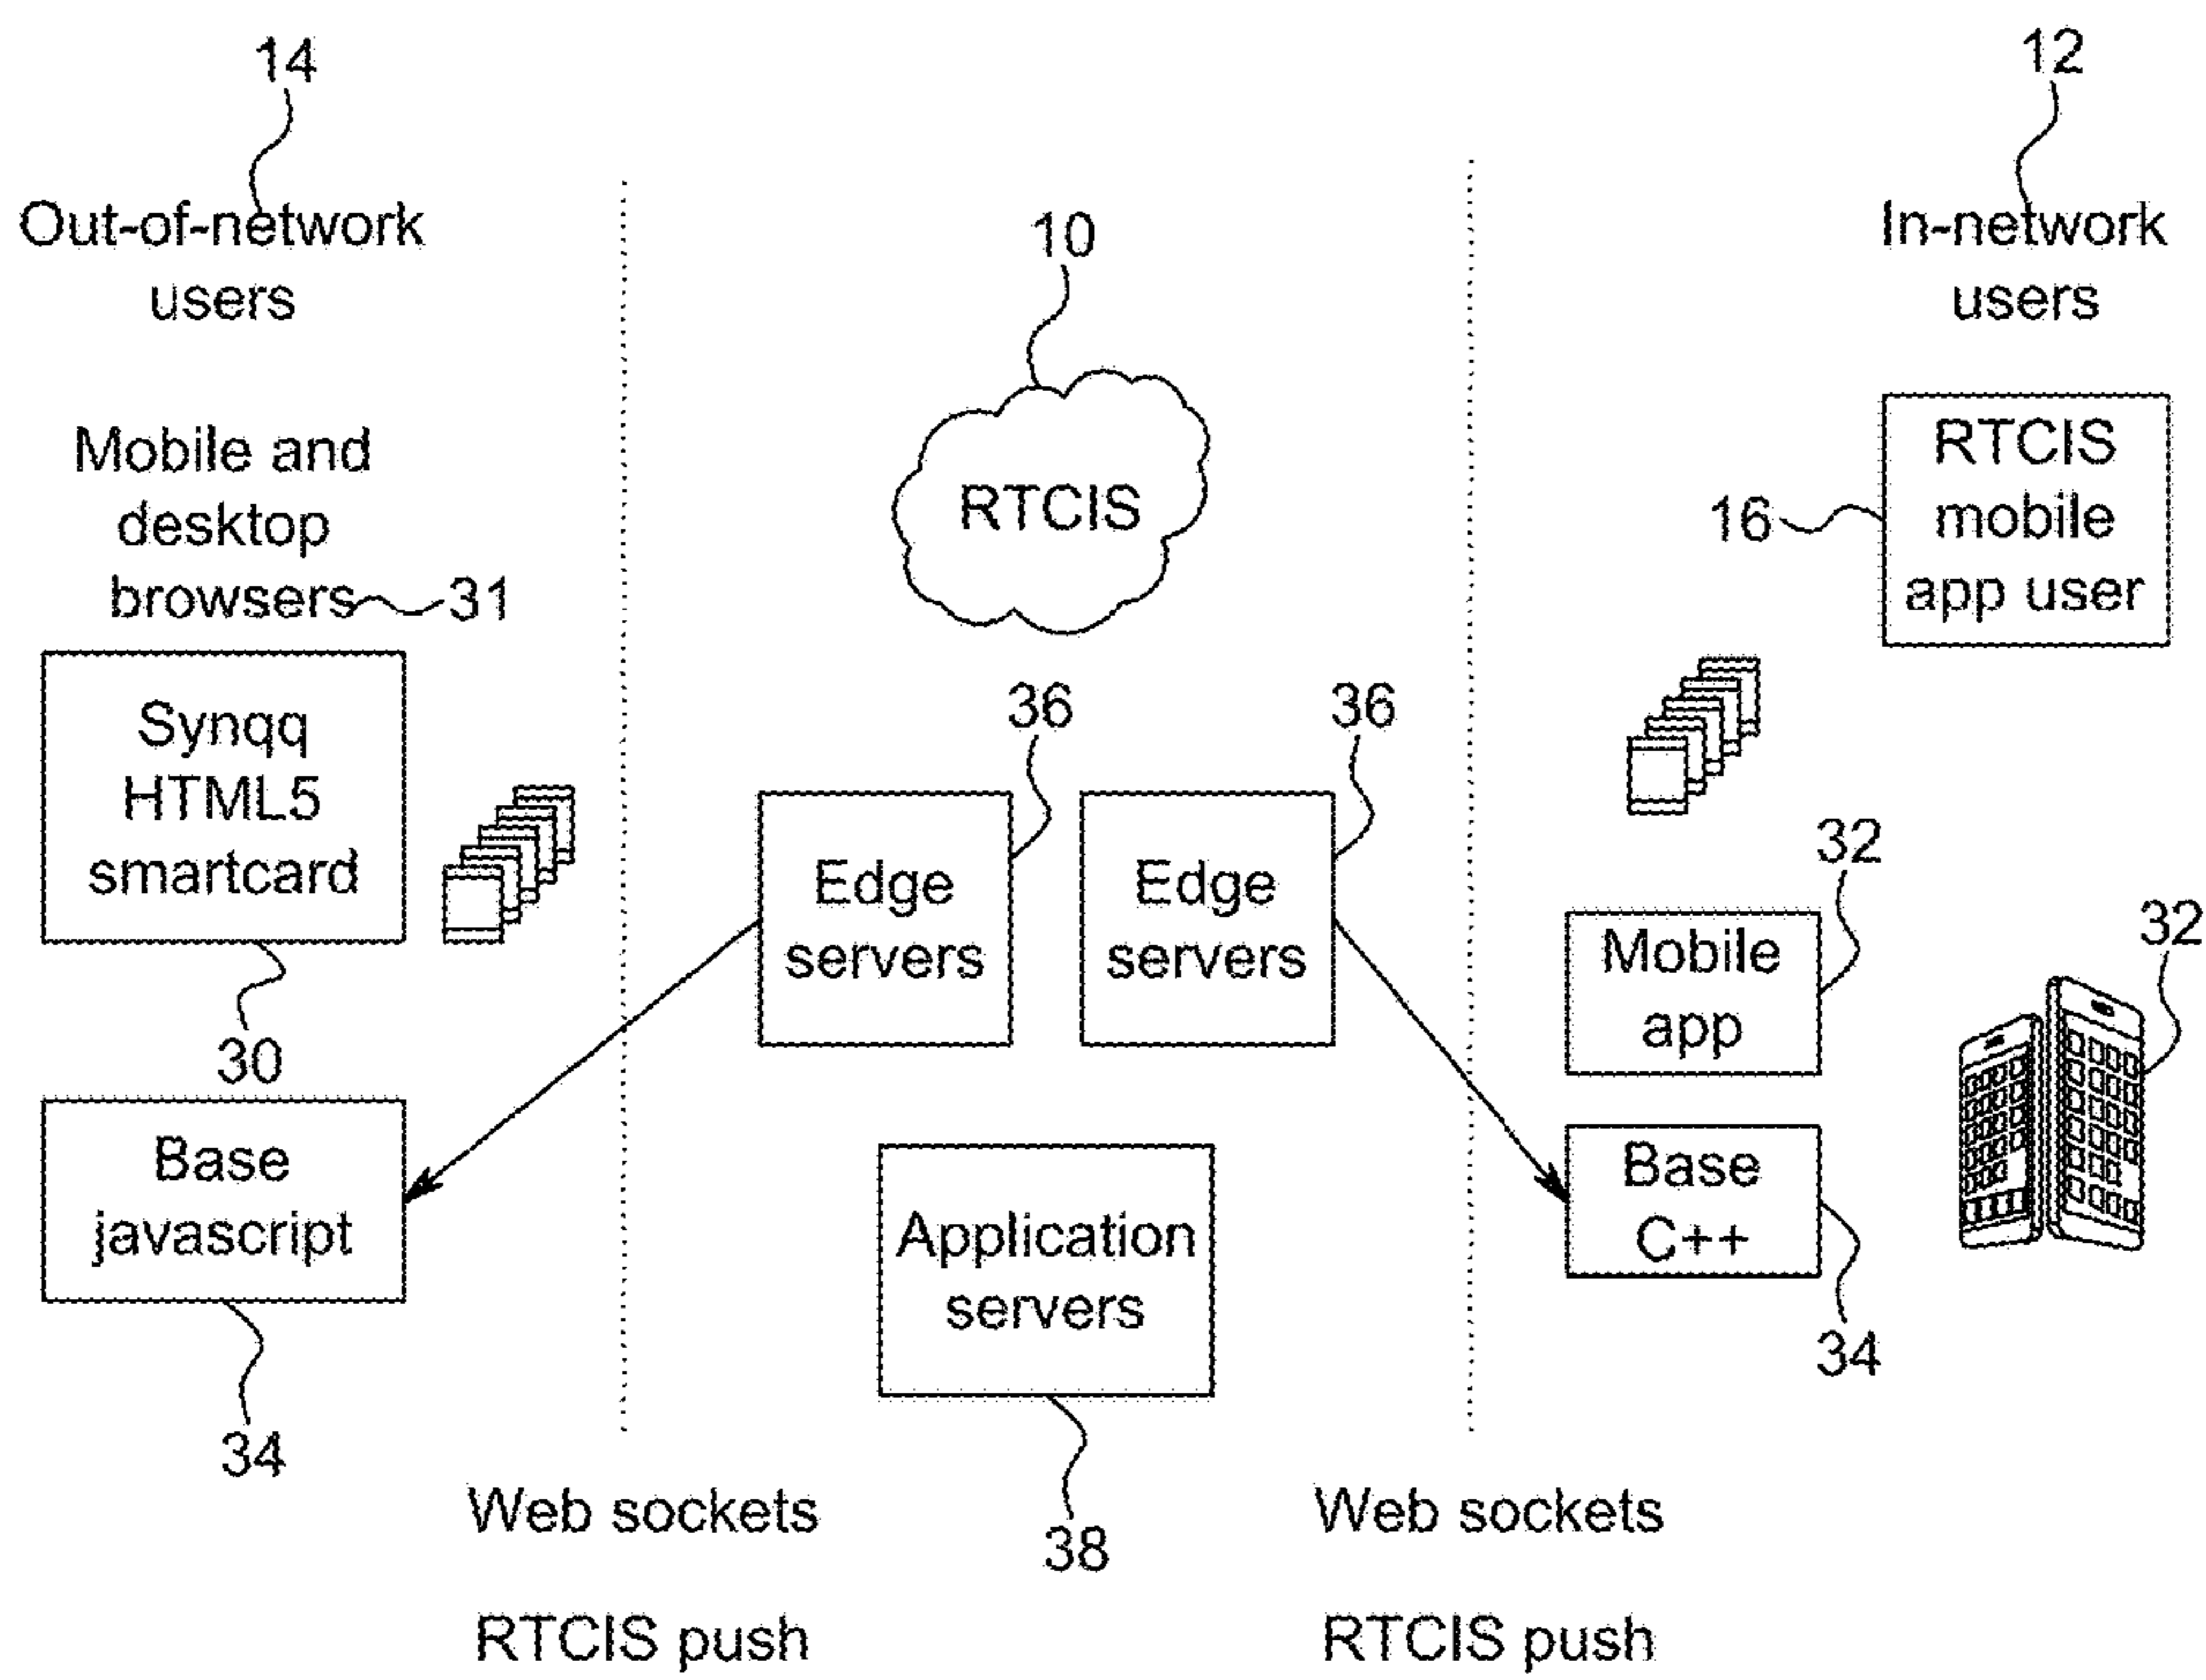 14
Out-of-network
users
Mobile and
desktop
browsers
31
Synqq
HTML5
smartcard
30
Base
javascript
34
10
RTCIS
36
36
Edge
servers
Edge
servers
Application
servers
38
Web sockets
RTCIS push
Web sockets
RTCIS push
12
In-network
users
RTCIS
mobile
app user
16
32
Mobile
app
32
Base
C++
34